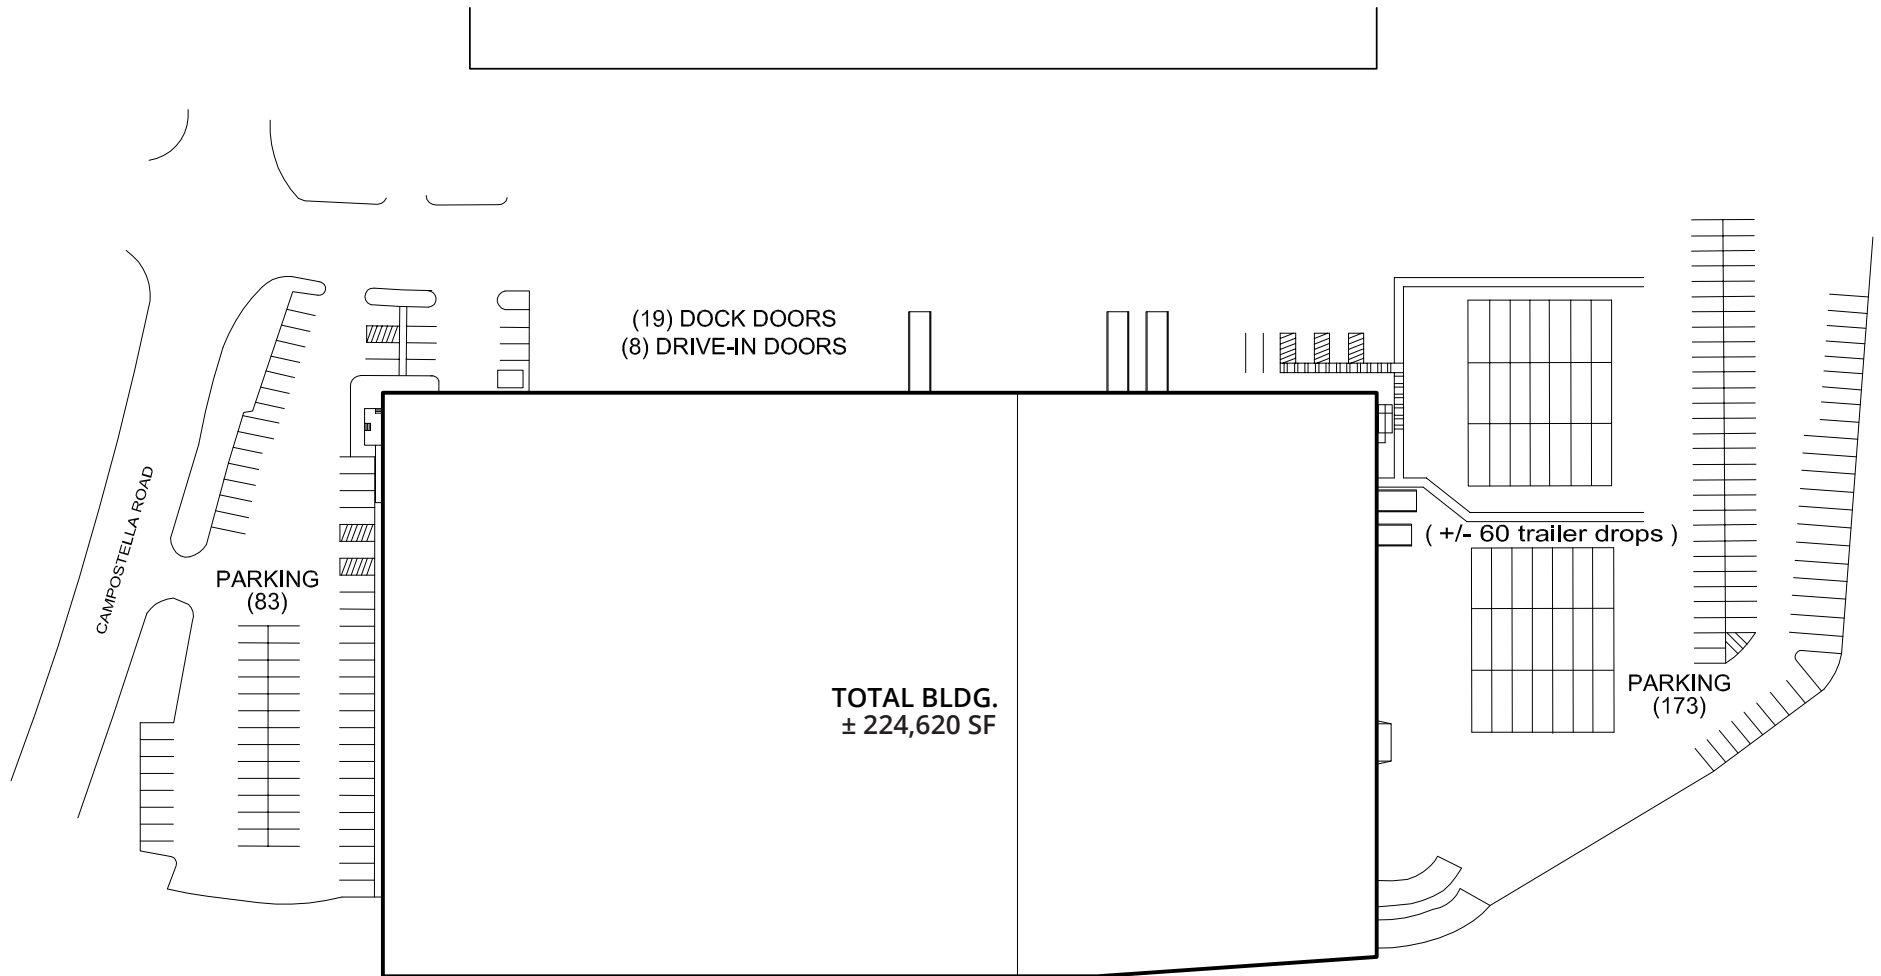 (19) DOCK DOORS
(8) DRIVE-IN DOORS
CAMPOSTELLA ROAD
( +/- 60 trailer drops )
PARKING
(83)
TOTAL BLDG.
± 224,620 SF
PARKING
(173)